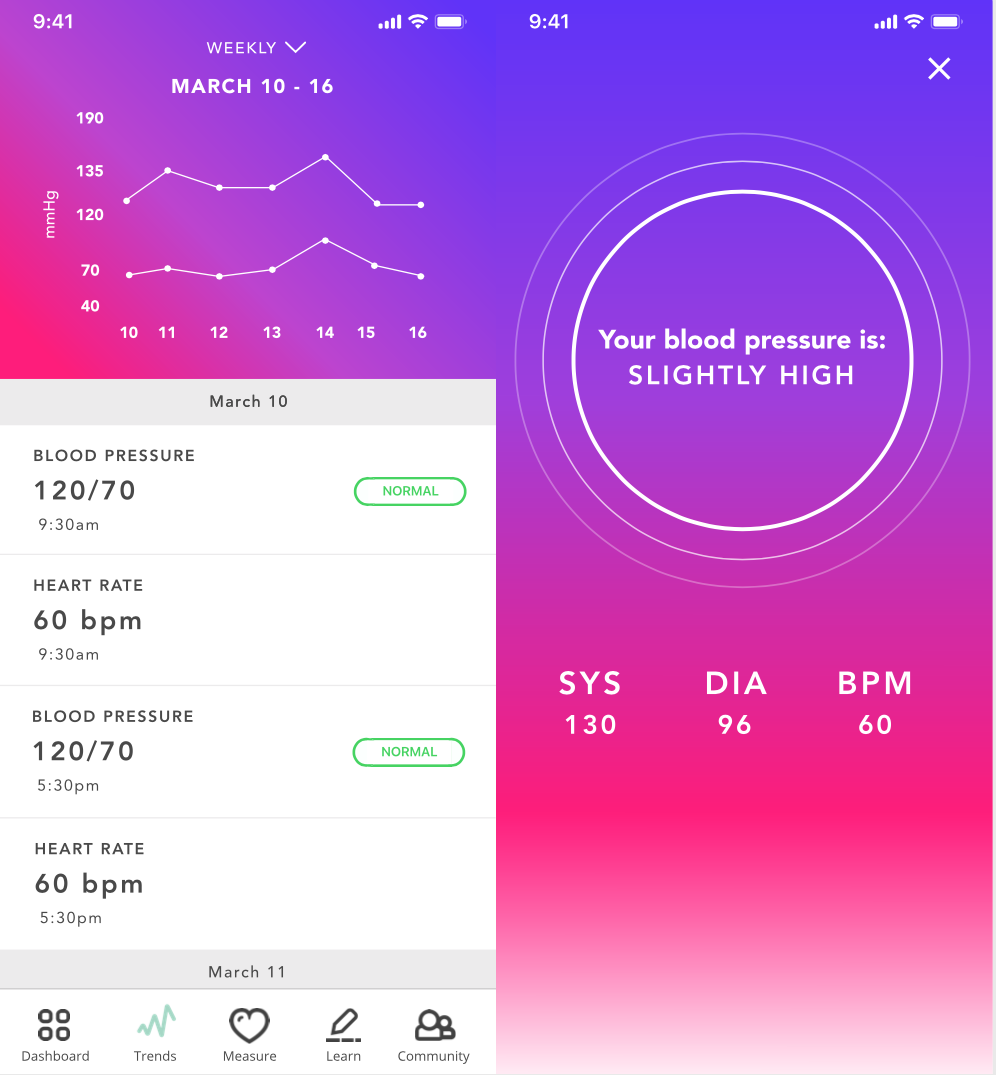 9:41
WEEKLY
MARCH 10 - 16
190
135
120
70
40
mmHg
10 11 12 13 14 15 16
March 10
BLOOD PRESSURE
120/70
NORMAL
9:30am
HEART RATE
60 bpm
9:30am
BLOOD PRESSURE
120/70
NORMAL
5:30pm
HEART RATE
60 bpm
5:30pm
March 11
Dashboard Trends Measure Learn Community
9:41
Your blood pressure is:
SLIGHTLY HIGH
SYS DIA BPM
130 96 60